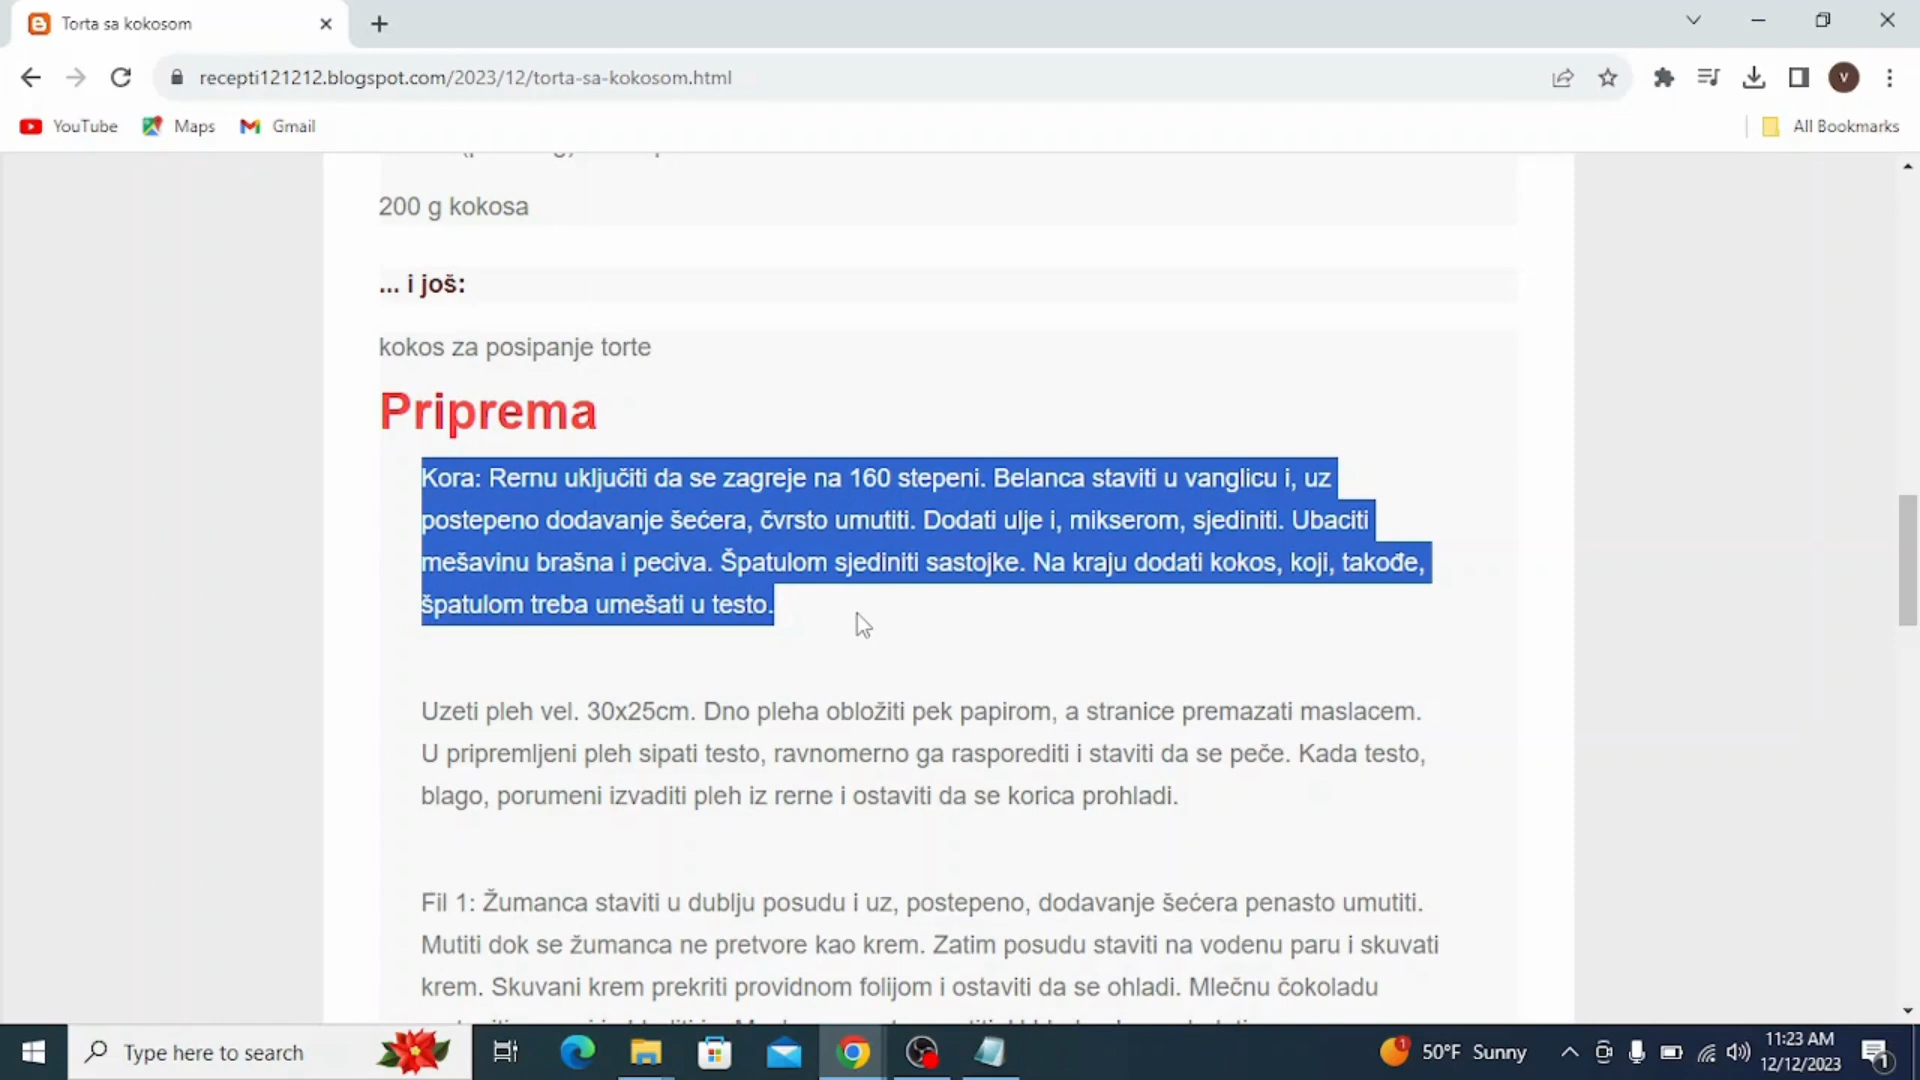 Torta sa kokosom
recepti121212.blogspot.com/2023/12/torta-sa-kokosom.html
V
YouTube
Maps
Gmail
All Bookmarks
200 g kokosa
... i još:
kokos za posipanje torte
Priprema
Kora: Rernu uključiti da se zagreje na 160 stepeni. Belanca staviti u vanglicu i, uz
postepeno dodavanje šećera, čvrsto umutiti. Dodati ulje i, mikserom, sjediniti. Ubaciti
mešavinu brašna i peciva. Špatulom sjediniti sastojke. Na kraju dodati kokos, koji, takođe,
špatulom treba umešati u testo.
Uzeti pleh vel. 30x25cm. Dno pleha obložiti pek papirom, a stranice premazati maslacem.
U pripremljeni pleh sipati testo, ravnomerno ga rasporediti i staviti da se peče. Kada testo,
blago, porumeni izvaditi pleh iz rerne i ostaviti da se korica prohladi.
Fil 1: Žumanca staviti u dublju posudu i uz, postepeno, dodavanje šećera penasto umutiti.
Mutiti dok se žumanca ne pretvore kao krem. Zatim posudu staviti na vodenu paru i skuvati
krem. Skuvani krem prekriti providnom folijom i ostaviti da se ohladi. Mlečnu čokoladu
Type here to search
1
50°F Sunny
11:23 AM
12/12/2023
1